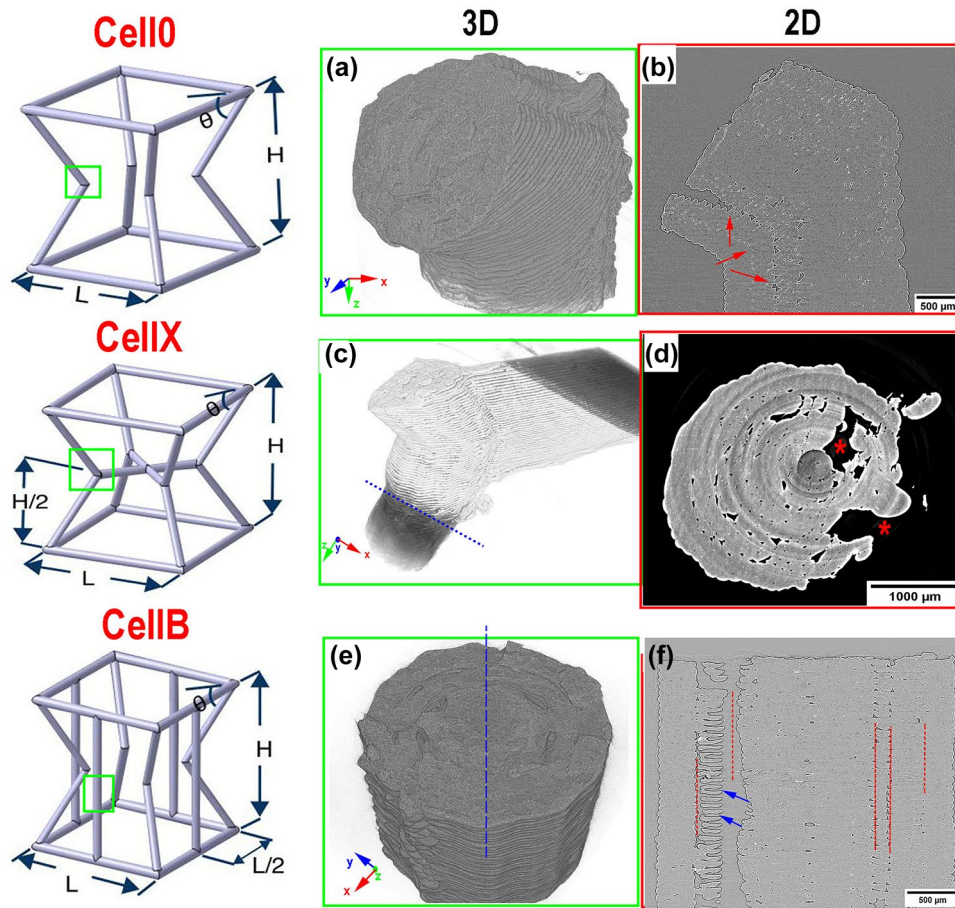 Cell0
3D
2D
(a)
(b)
θ
H
L
y
x
z
500 µm
CellX
(c)
(d)
θ
H
H/2
L
z
y
x
*
*
1000 µm
CellB
(e)
(f)
θ
H
L
L/2
y
z
x
500 µm